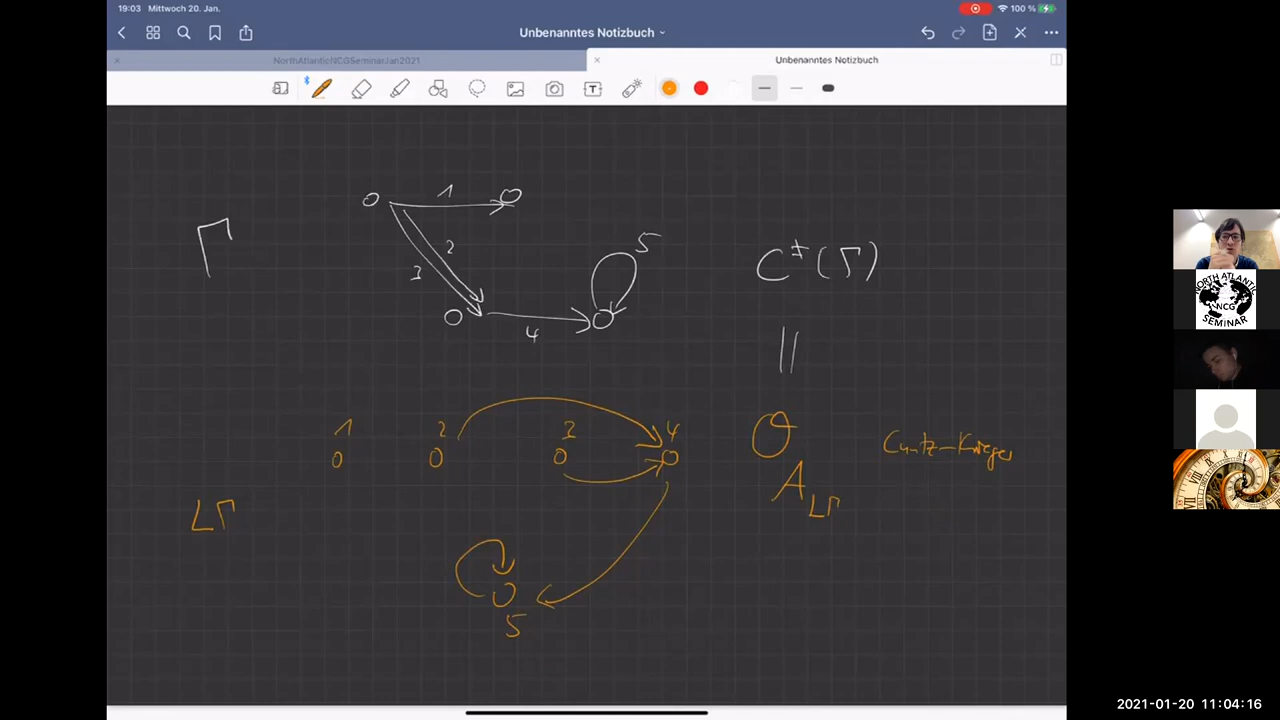 19:03 Mittwoch 20. Jan.
100 %
Unbenanntes Notizbuch
NorthAtlanticNCGSeminarJan2021
Unbenanntes Notizbuch
T
1
2
3
4
5
Γ
C*(Γ)
||
1
2
3
4
O A LΓ
Cuntz-Krieger
LΓ
5
NORTH ATLANTIC
NCG
SEMINAR
2021-01-20 11:04:16